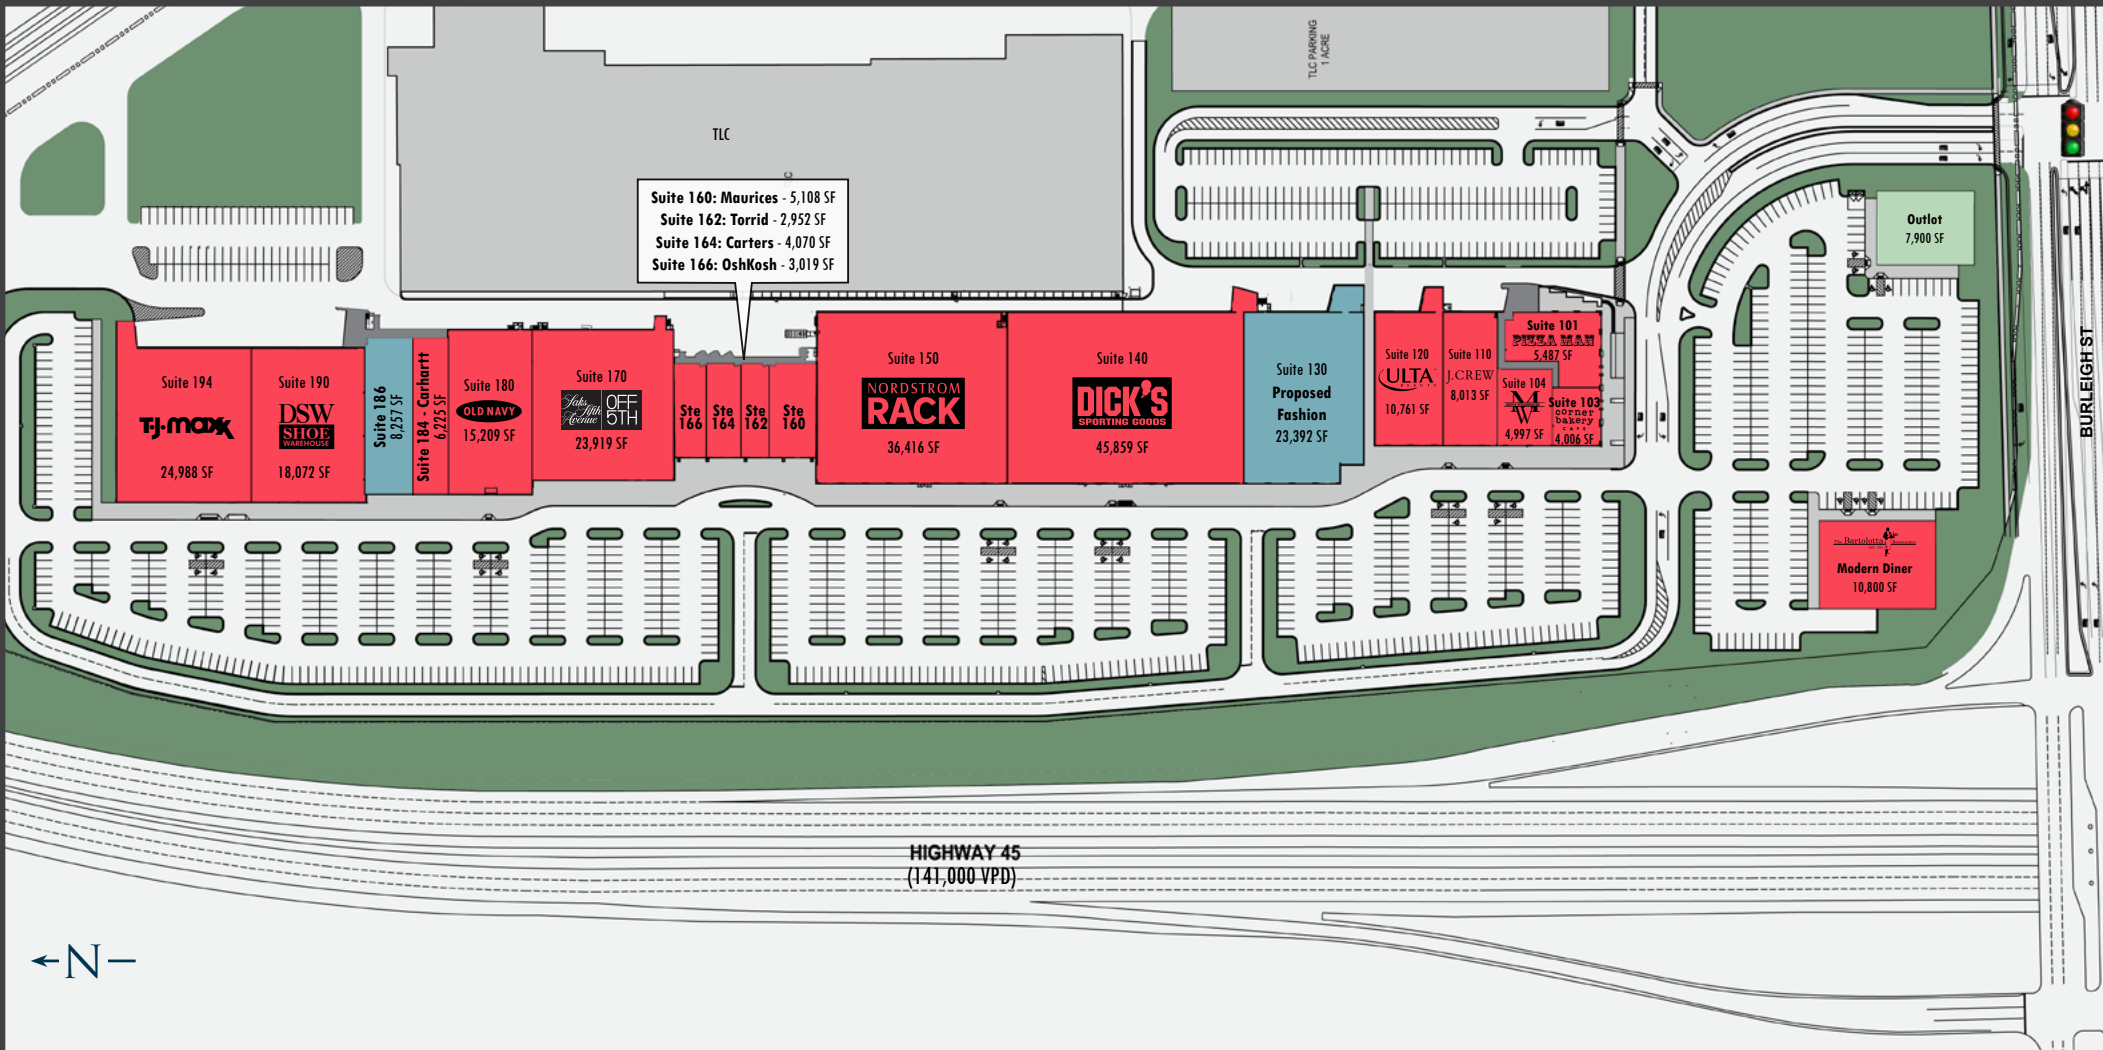 TLC PARKING
1 ACRE
TLC
Suite 160: Maurices - 5,108 SF
Suite 162: Torrid - 2,952 SF
Suite 164: Carters - 4,070 SF
Suite 166: OshKosh - 3,019 SF
Outlot
7,900 SF
Suite 194
T.J.maxx
24,988 SF
Suite 190
DSW
SHOE
WAREHOUSE
18,072 SF
Suite 186
8,257 SF
Suite 184 - Carhartt
6,225 SF
Suite 180
OLD NAVY
15,209 SF
Suite 170
Saks
Fifth
Avenue
OFF
5TH
23,919 SF
Ste
166
Ste
164
Ste
162
Ste
160
Suite 150
NORDSTROM
RACK
36,416 SF
Suite 140
DICK'S
SPORTING GOODS
45,859 SF
Suite 130
Proposed
Fashion
23,392 SF
Suite 120
ULTA
BEAUTY
10,761 SF
Suite 110
J.CREW
8,013 SF
Suite 101
PIZZA MAN
5,487 SF
Suite 104
MW
4,997 SF
Suite 103
corner
bakery
CAFE
4,006 SF
The Bartolotta Restaurants
Modern Diner
10,800 SF
BURLEIGH ST
HIGHWAY 45
(141,000 VPD)
N